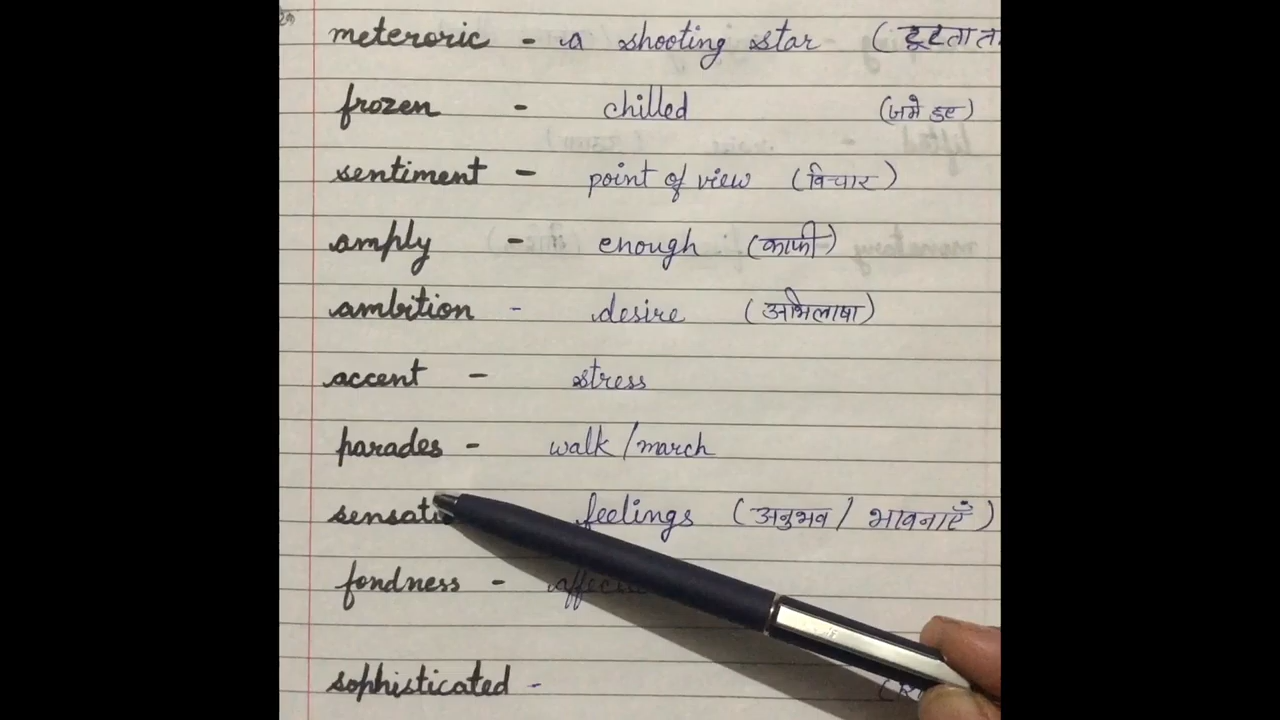 meteroric - a shooting star (टूटता
frozen - chilled (जमे हुए)
sentiment - point of view (विचार)
amply - enough (काफी)
ambition - desire (अभिलाषा)
accent - stress
parades - walk / march
feelings (अनुभव / भावनाएँ)
fondness -
sophisticated -